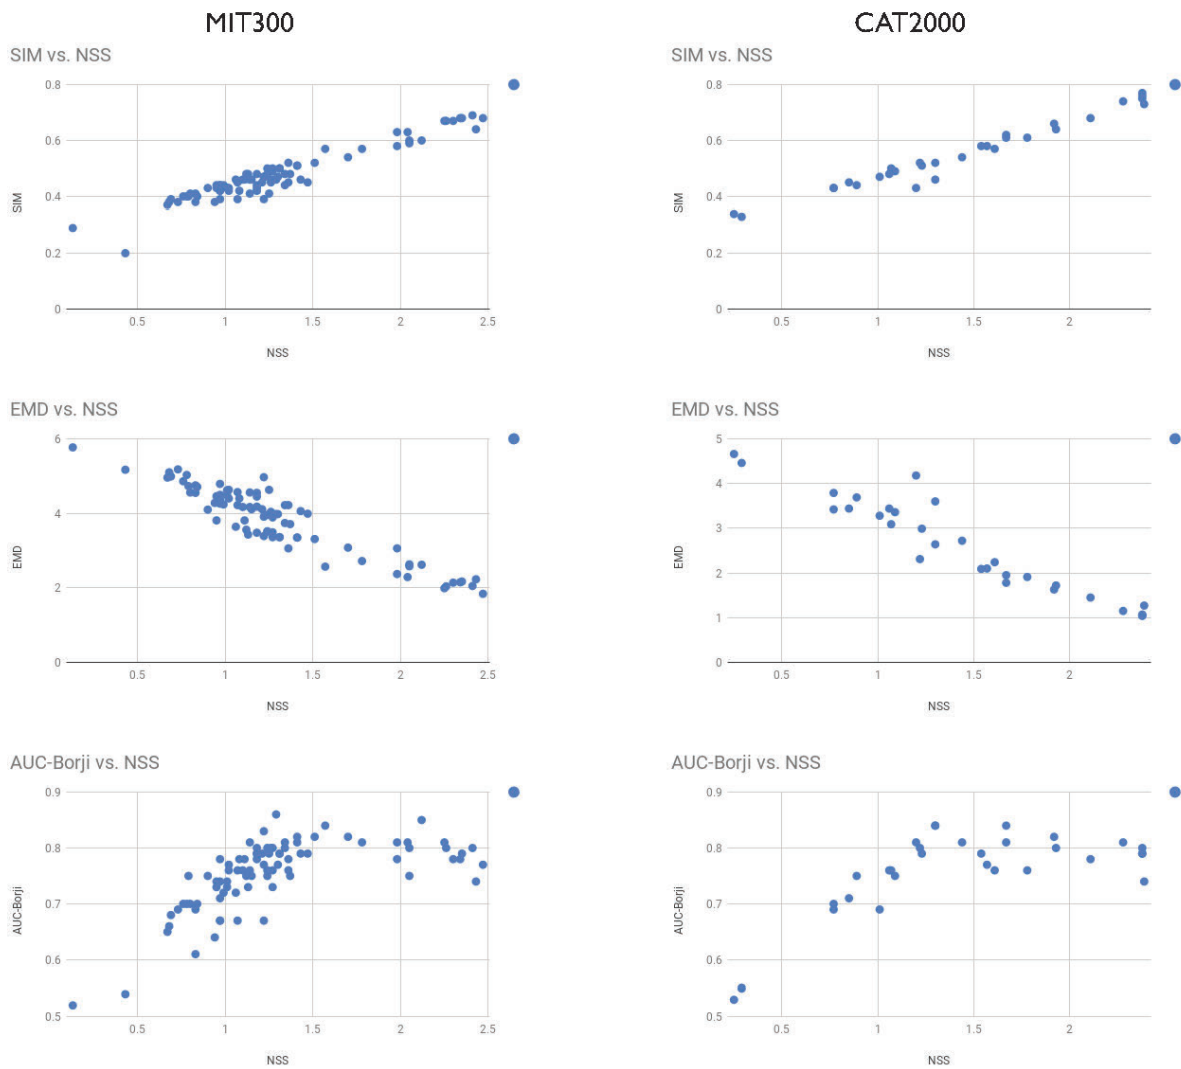 MIT300
CAT2000
SIM vs. NSS
0.8
0.6
0.4
0.2
0
SIM
0.5 1 1.5 2 2.5
NSS
SIM vs. NSS
0.8
0.6
0.4
0.2
0
SIM
0.5 1 1.5 2
NSS
EMD vs. NSS
6
4
2
0
EMD
0.5 1 1.5 2 2.5
NSS
EMD vs. NSS
5
4
3
2
1
0
EMD
0.5 1 1.5 2
NSS
AUC-Borji vs. NSS
0.9
0.8
0.7
0.6
0.5
AUC-Borji
0.5 1 1.5 2 2.5
NSS
AUC-Borji vs. NSS
0.9
0.8
0.7
0.6
0.5
AUC-Borji
0.5 1 1.5 2
NSS